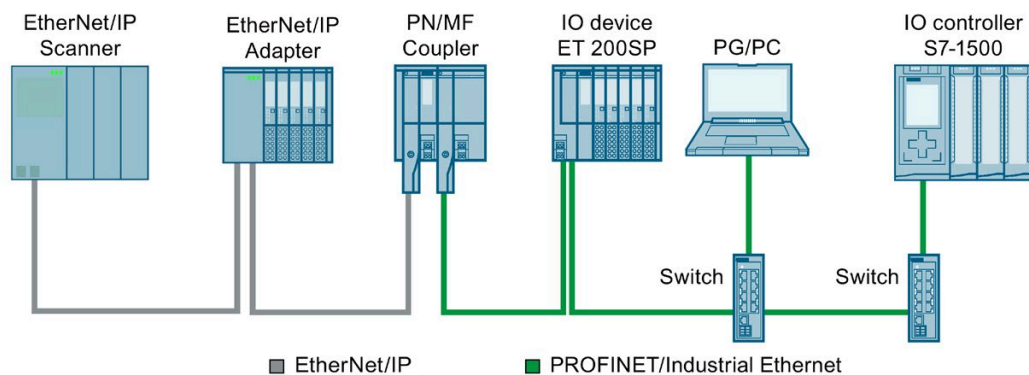 EtherNet/IP
Scanner
EtherNet/IP
Adapter
PN/MF
Coupler
IO device
ET 200SP
PG/PC
IO controller
S7-1500
Switch
Switch
EtherNet/IP
PROFINET/Industrial Ethernet